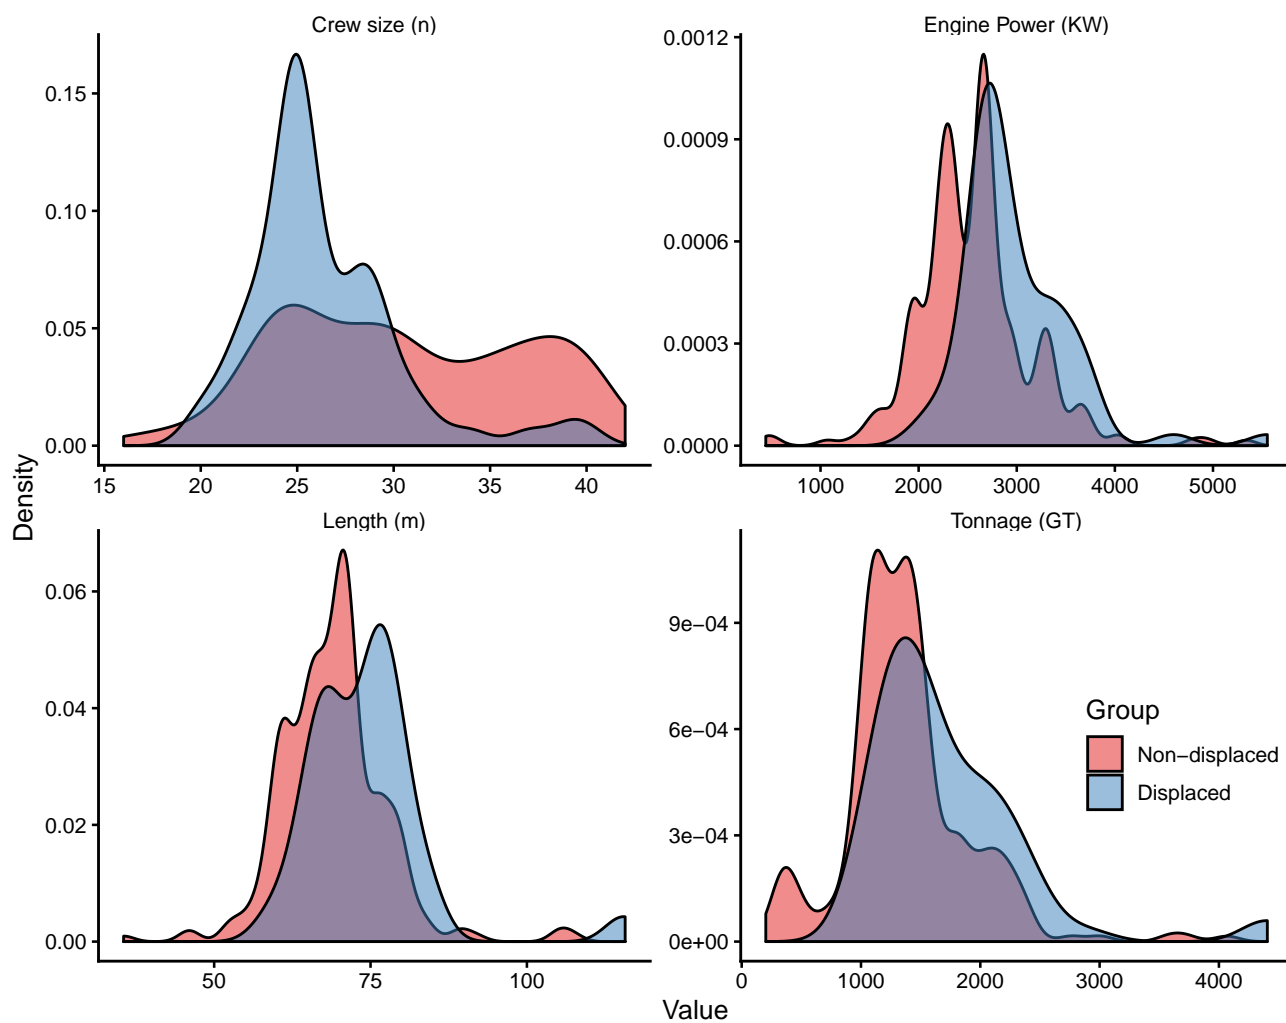 Crew size (n)
0.15
0.10
0.05
0.00
15 20 25 30 35 40
Engine Power (KW)
0.0012
0.0009
0.0006
0.0003
0.0000
1000 2000 3000 4000 5000
Density
Length (m)
0.06
0.04
0.02
0.00
50 75 100
Tonnage (GT)
9e−04
6e−04
3e−04
0e+00
0 1000 2000 3000 4000
Group
Non−displaced
Displaced
Value